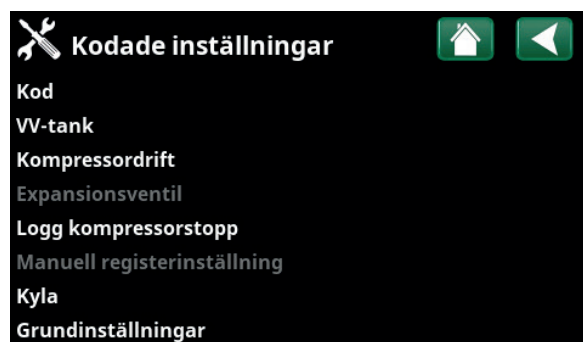 Kodade inställningar
Kod
VV-tank
Kompressordrift
Expansionsventil
Logg kompressorstopp
Manuell registerinställning
Kyla
Grundinställningar